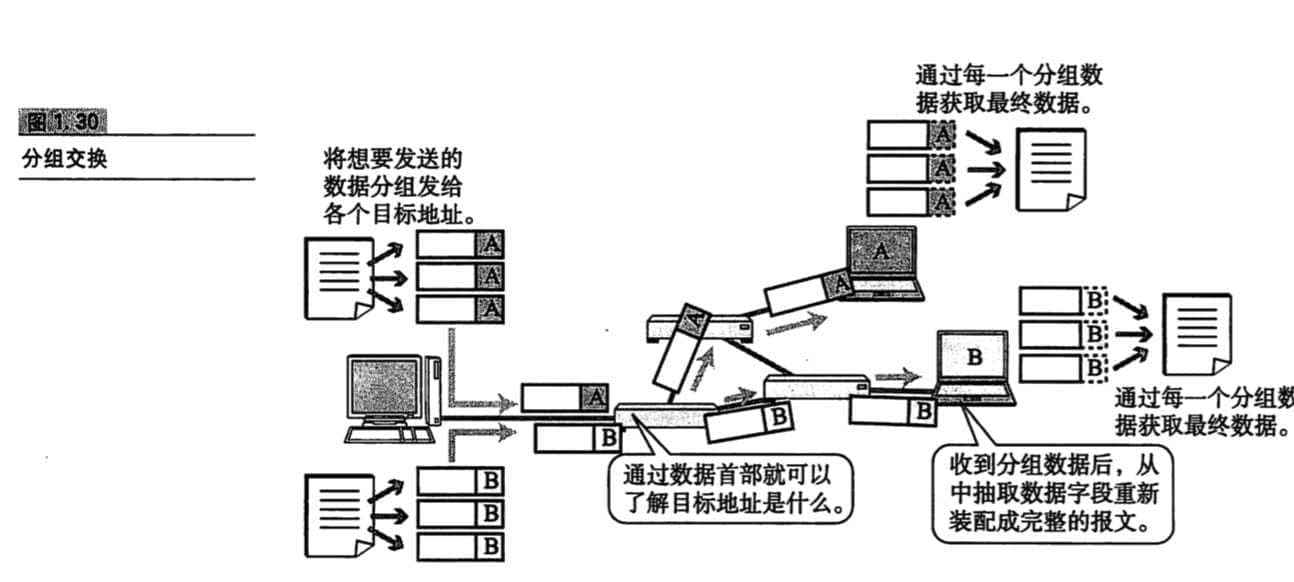 图1.30
分组交换
将想要发送的
数据分组发给
各个目标地址。
A
A
A
B
B
B
A
B
通过数据首部就可以
了解目标地址是什么。
A
B
A
A
B
B
收到分组数据后，从
中抽取数据字段重新
装配成完整的报文。
通过每一个分组数
据获取最终数据。
A
A
A
B
B
B
通过每一个分组数
据获取最终数据。